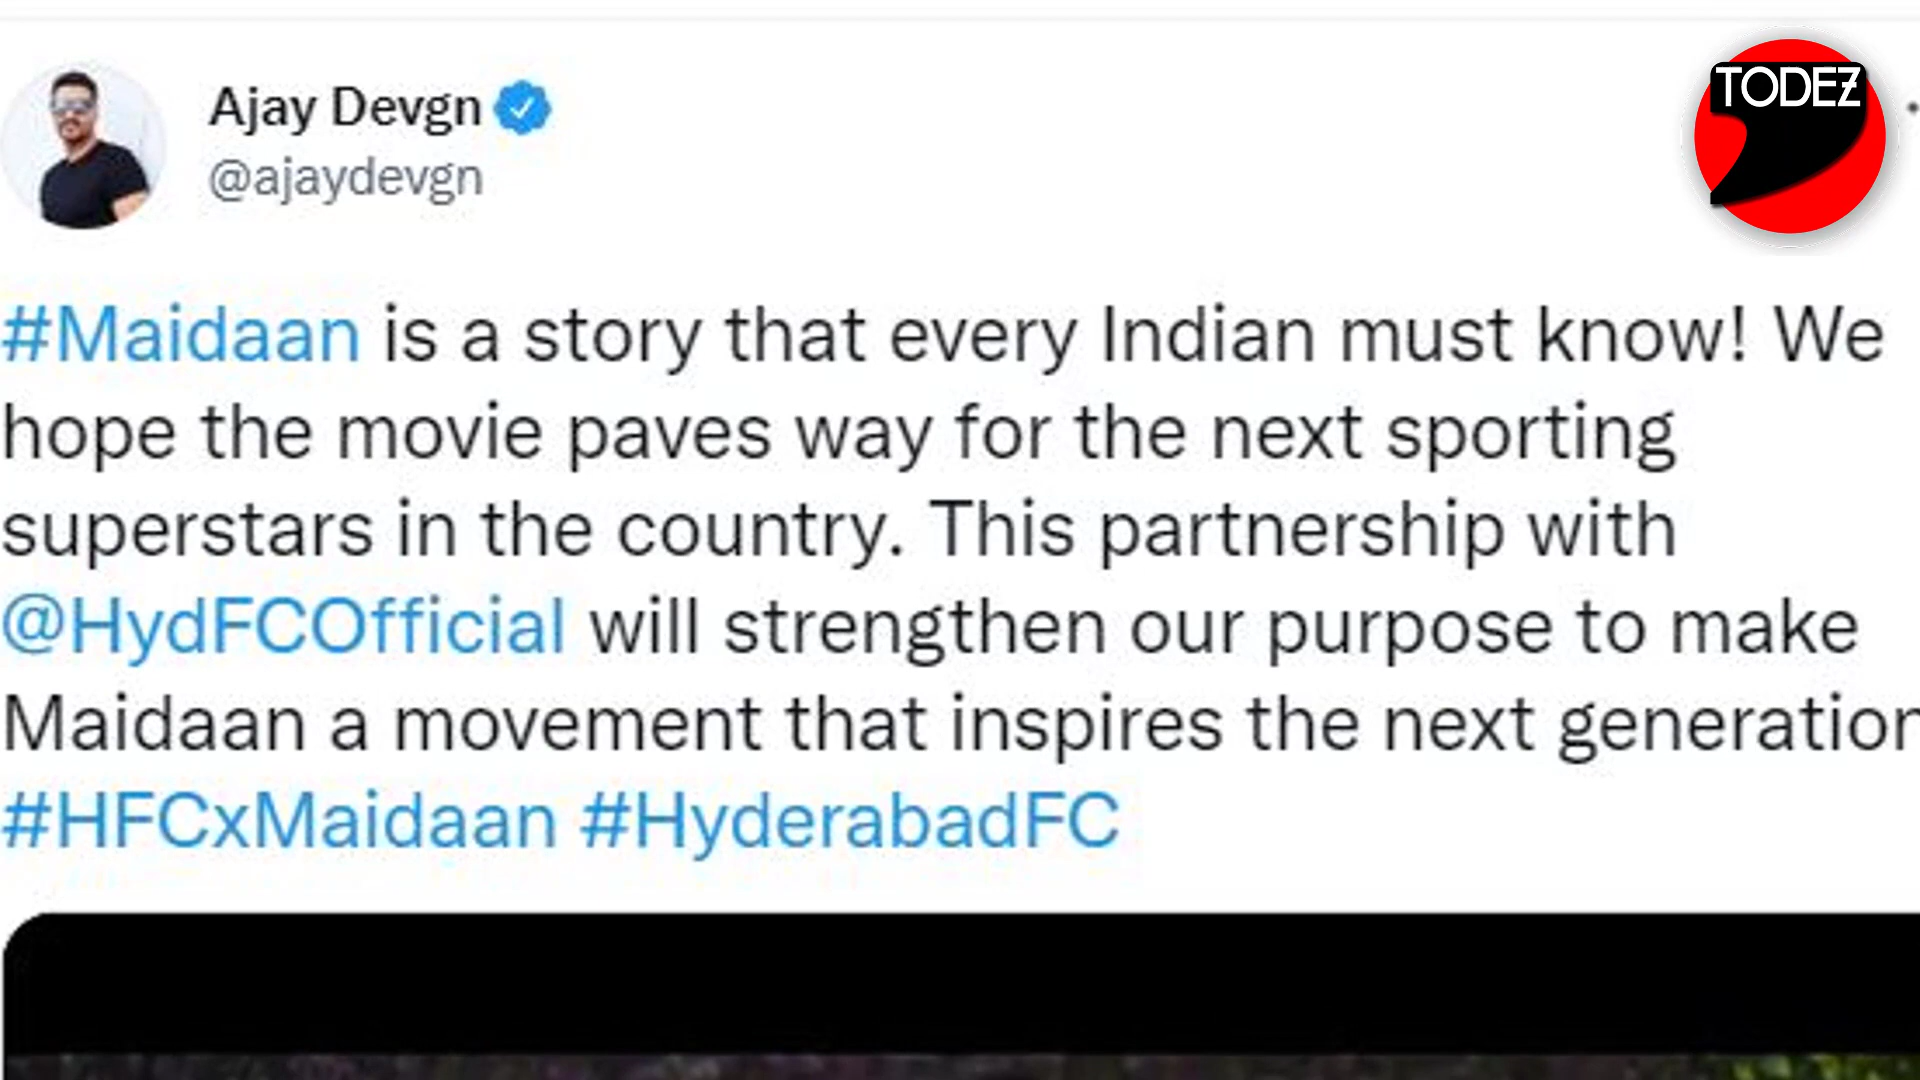 Ajay Devgn
@ajaydevgn
TODEZ
#Maidaan is a story that every Indian must know! We
hope the movie paves way for the next sporting
superstars in the country. This partnership with
@HydFCOfficial will strengthen our purpose to make
Maidaan a movement that inspires the next generation
#HFCxMaidaan #HyderabadFC